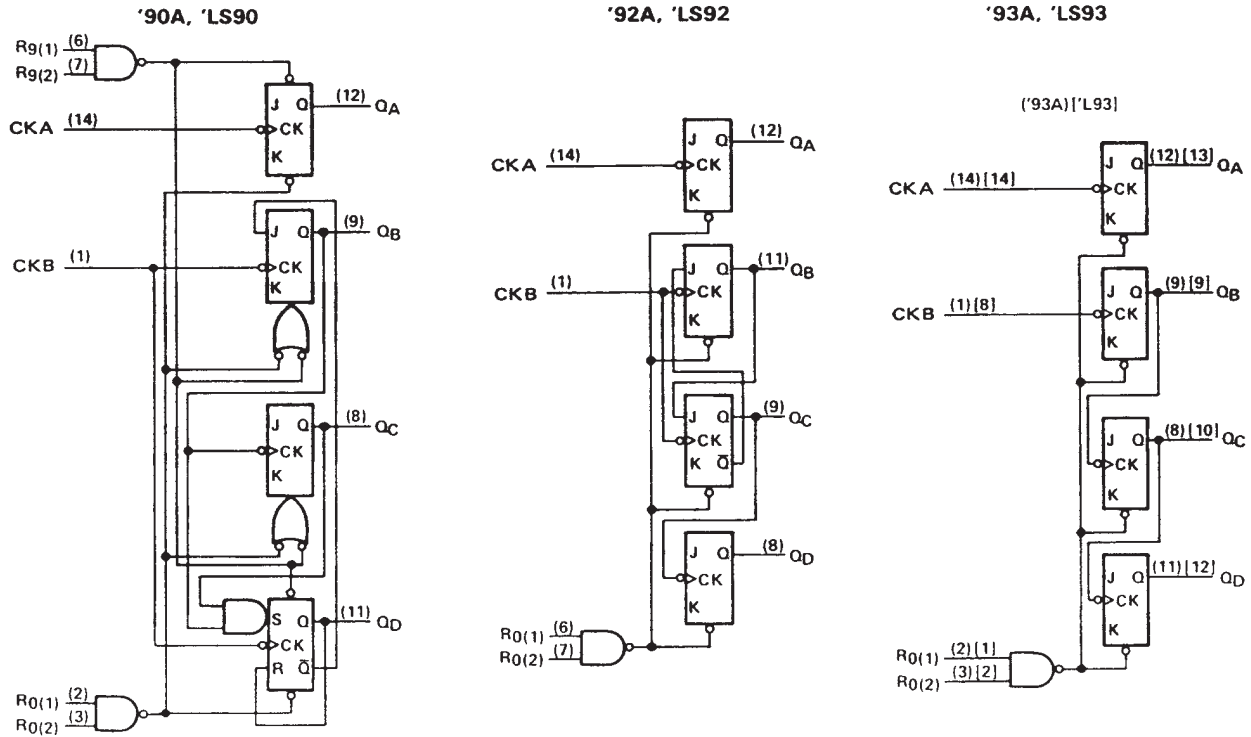 '90A, 'LS90
R9(1) (6)
R9(2) (7)
J Q (12) QA
CKA (14) CK
K
J Q (9) QB
CKB (1) CK
K
J Q (8) QC
CK
K
S Q (11) QD
CK
R Q̅
R0(1) (2)
R0(2) (3)
'92A, 'LS92
J Q (12) QA
CKA (14) CK
K
J Q (11) QB
CKB (1) CK
K
J Q (9) QC
CK
K Q̅
J Q (8) QD
CK
K
R0(1) (6)
R0(2) (7)
'93A, 'LS93
('93A)['L93]
J Q (12)[13] QA
CKA (14)[14] CK
K
J Q (9)[9] QB
CKB (1)[8] CK
K
J Q (8)[10] QC
CK
K
J Q (11)[12] QD
CK
K
R0(1) (2)[1]
R0(2) (3)[2]